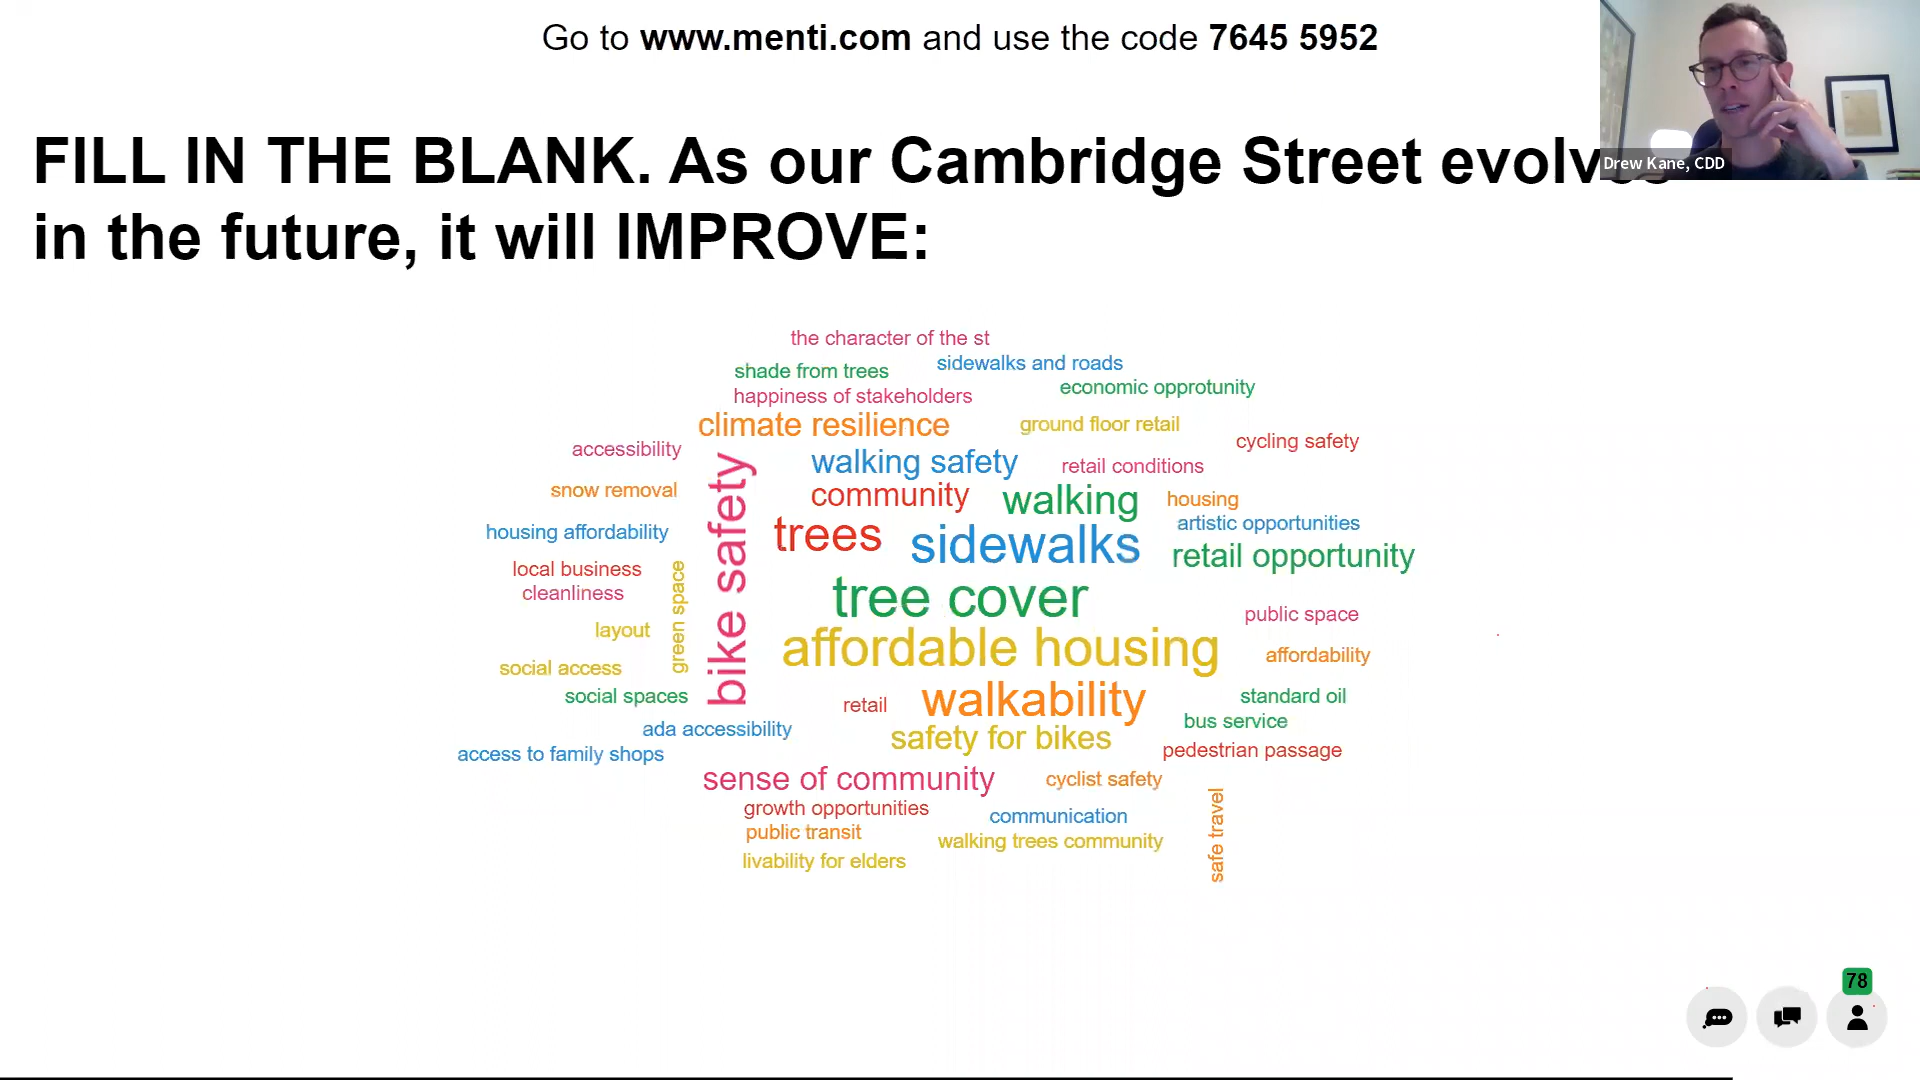 Go to www.menti.com and use the code 7645 5952
FILL IN THE BLANK. As our Cambridge Street
in the future, it will IMPROVE:
Drew Kane, CDD
the character of the st
shade from trees
sidewalks and roads
happiness of stakeholders
economic opprotunity
climate resilience
ground floor retail
accessibility
cycling safety
walking safety
retail conditions
snow removal
community
walking
housing
housing affordability
trees
sidewalks
artistic opportunities
retail opportunity
local business
cleanliness
green space
bike safety
tree cover
public space
layout
affordable housing
affordability
social access
social spaces
retail
walkability
standard oil
bus service
ada accessibility
safety for bikes
access to family shops
pedestrian passage
sense of community
cyclist safety
growth opportunities
communication
safe travel
public transit
walking trees community
livability for elders
78